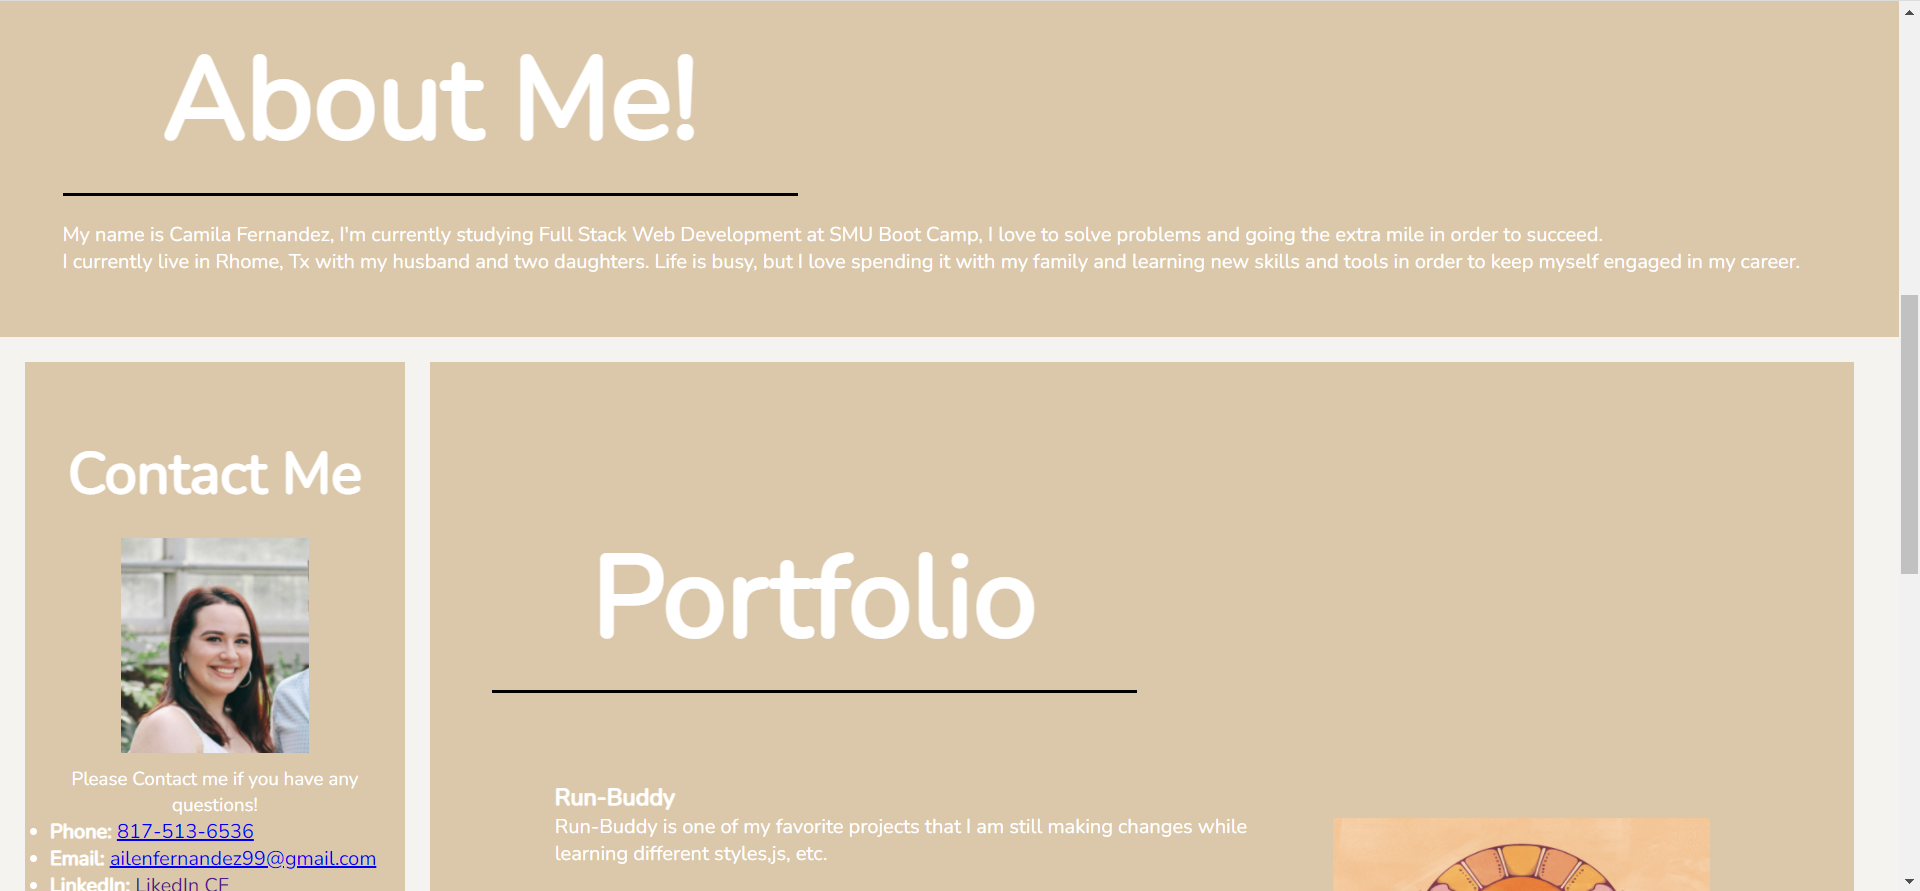 About Me!
My name is Camila Fernandez, I'm currently studying Full Stack Web Development at SMU Boot Camp, I love to solve problems and going the extra mile in order to succeed.
I currently live in Rhome, Tx with my husband and two daughters. Life is busy, but I love spending it with my family and learning new skills and tools in order to keep myself engaged in my career.
Contact Me
Please Contact me if you have any
questions!
Phone: 817-513-6536
Email: ailenfernandez99@gmail.com
LinkedIn: LikedIn CF
Portfolio
Run-Buddy
Run-Buddy is one of my favorite projects that I am still making changes while
learning different styles,js, etc.